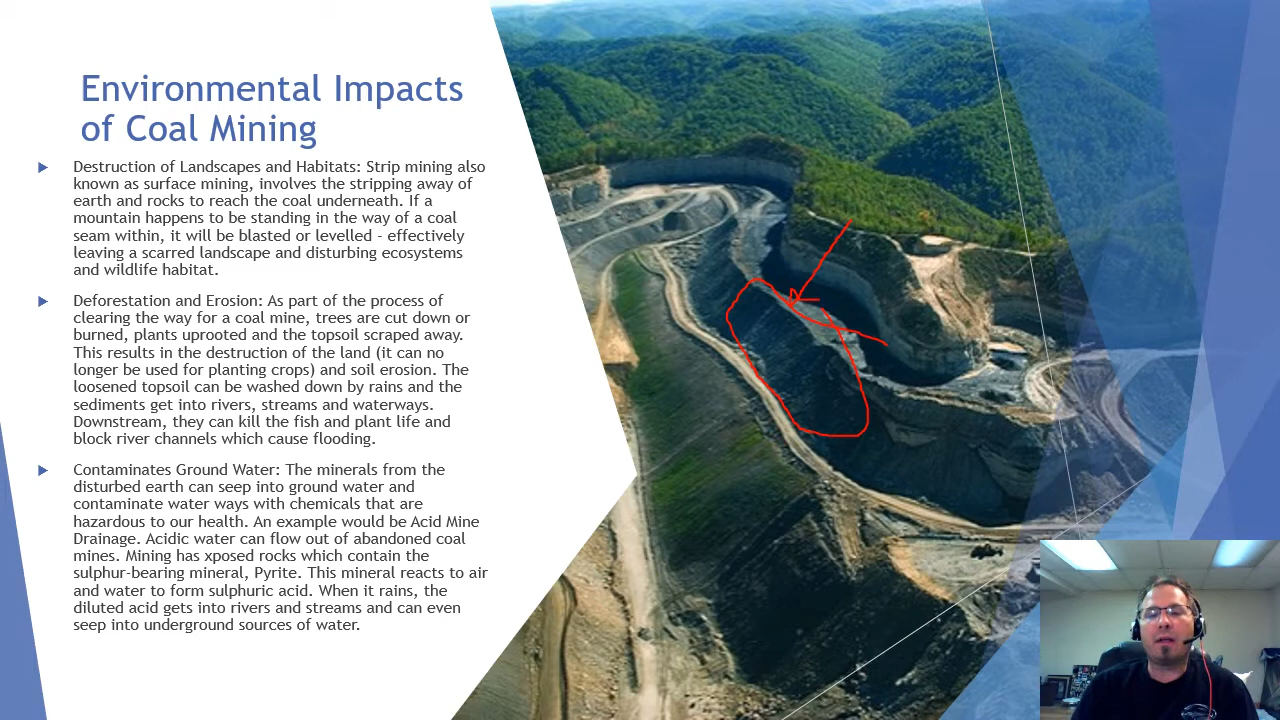 Environmental Impacts
of Coal Mining
Destruction of Landscapes and Habitats: Strip mining also
known as surface mining, involves the stripping away of
earth and rocks to reach the coal underneath. If a
mountain happens to be standing in the way of a coal
seam within, it will be blasted or levelled - effectively
leaving a scarred landscape and disturbing ecosystems
and wildlife habitat.
Deforestation and Erosion: As part of the process of
clearing the way for a coal mine, trees are cut down or
burned, plants uprooted and the topsoil scraped away.
This results in the destruction of the land (it can no
longer be used for planting crops) and soil erosion. The
loosened topsoil can be washed down by rains and the
sediments get into rivers, streams and waterways.
Downstream, they can kill the fish and plant life and
block river channels which cause flooding.
Contaminates Ground Water: The minerals from the
disturbed earth can seep into ground water and
contaminate water ways with chemicals that are
hazardous to our health. An example would be Acid Mine
Drainage. Acidic water can flow out of abandoned coal
mines. Mining has xposed rocks which contain the
sulphur-bearing mineral, Pyrite. This mineral reacts to air
and water to form sulphuric acid. When it rains, the
diluted acid gets into rivers and streams and can even
seep into underground sources of water.